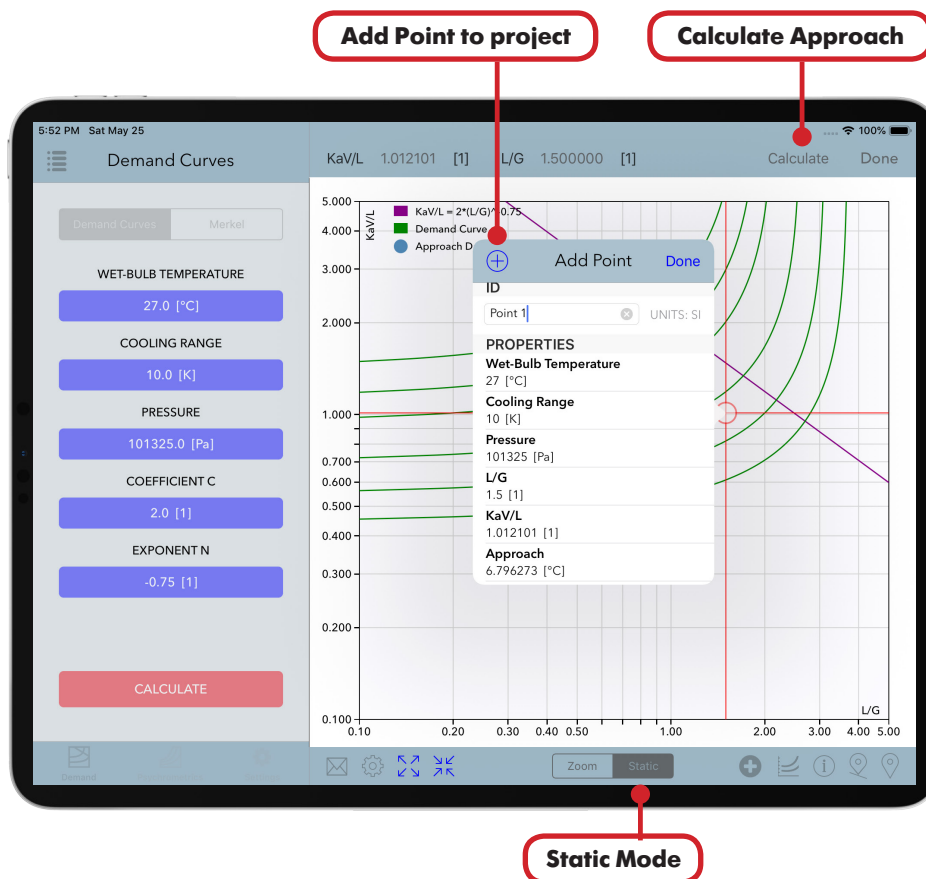 Add Point to project
Calculate Approach
5:52 PM Sat May 25
100%
Demand Curves
KaV/L 1.012101 [1] L/G 1.500000 [1]
Calculate Done
Demand Curves Merkel
WET-BULB TEMPERATURE
27.0 [°C]
COOLING RANGE
10.0 [K]
PRESSURE
101325.0 [Pa]
COEFFICIENT C
2.0 [1]
EXPONENT N
-0.75 [1]
CALCULATE
Demand
KaV/L
KaV/L = 2*(L/G)^-0.75
Demand Curve
Approach D
5.000
4.000
3.000
2.000
1.000
0.700
0.600
0.500
0.400
0.300
0.200
0.100
Add Point Done
ID
Point 1 UNITS: SI
PROPERTIES
Wet-Bulb Temperature
27 [°C]
Cooling Range
10 [K]
Pressure
101325 [Pa]
L/G
1.5 [1]
KaV/L
1.012101 [1]
Approach
6.796273 [°C]
L/G
0.10 0.20 0.30 0.40 0.50 1.00 2.00 3.00 4.00 5.00
Zoom Static
Static Mode